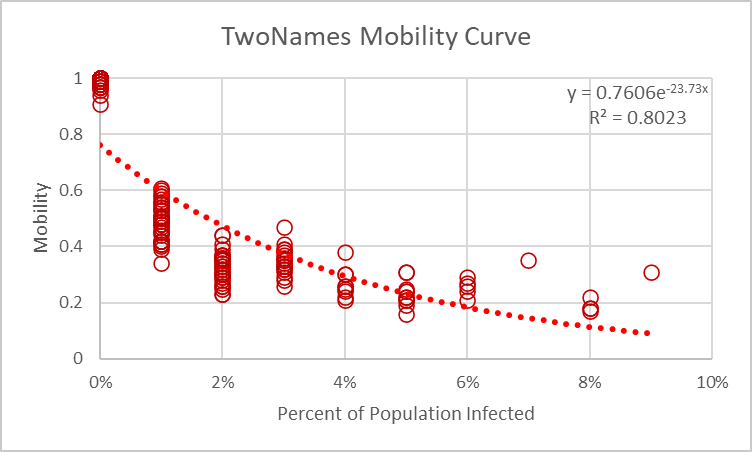 TwoNames Mobility Curve
y = 0.7606e^-23.73x
R² = 0.8023
1
0.8
0.6
0.4
0.2
0
Mobility
0%
2%
4%
6%
8%
10%
Percent of Population Infected